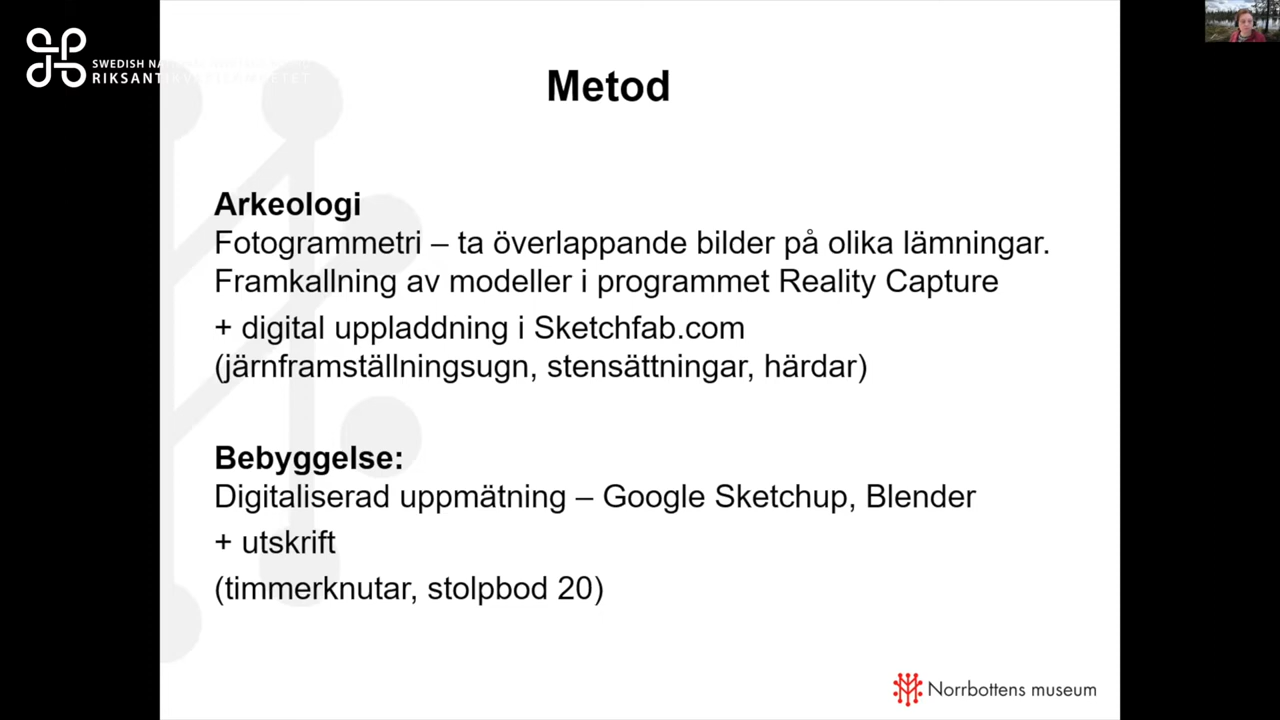 SWEDISH NA
RIKSANTIKVARIEÄMBETET
Metod
Arkeologi
Fotogrammetri – ta överlappande bilder på olika lämningar.
Framkallning av modeller i programmet Reality Capture
+ digital uppladdning i Sketchfab.com
(järnframställningsugn, stensättningar, härdar)
Bebyggelse:
Digitaliserad uppmätning – Google Sketchup, Blender
+ utskrift
(timmerknutar, stolpbod 20)
Norrbottens museum